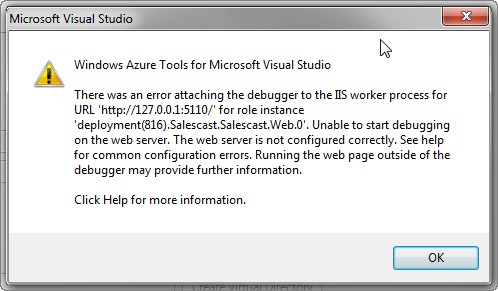 Microsoft Visual Studio
Windows Azure Tools for Microsoft Visual Studio
There was an error attaching the debugger to the IIS worker process for
URL 'http://127.0.0.1:5110/' for role instance
'deployment(816).Salescast.Salescast.Web.0'. Unable to start debugging
on the web server. The web server is not configured correctly. See help
for common configuration errors. Running the web page outside of the
debugger may provide further information.
Click Help for more information.
OK
Create Virtual Directory